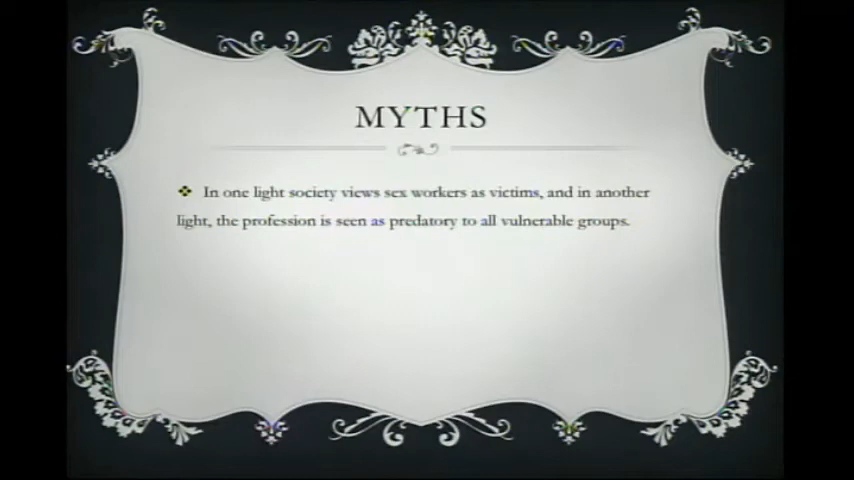 MYTHS
In one light society views sex workers as victims, and in another
light, the profession is seen as predatory to all vulnerable groups.